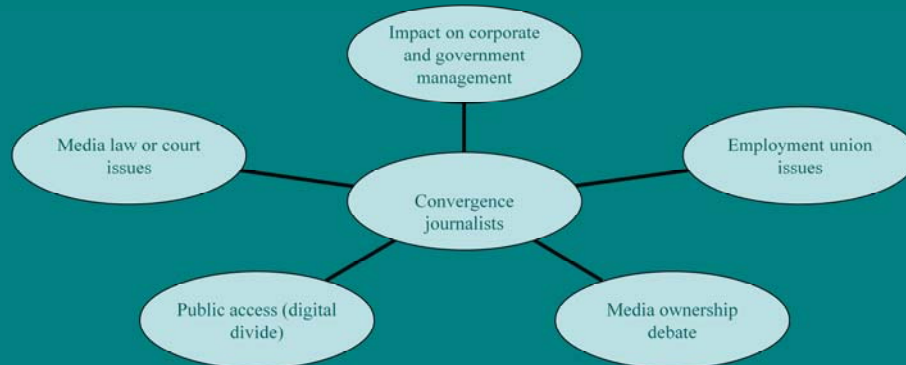 Impact on corporate
and government
management
Media law or court
issues
Employment union
issues
Convergence
journalists
Public access (digital
divide)
Media ownership
debate